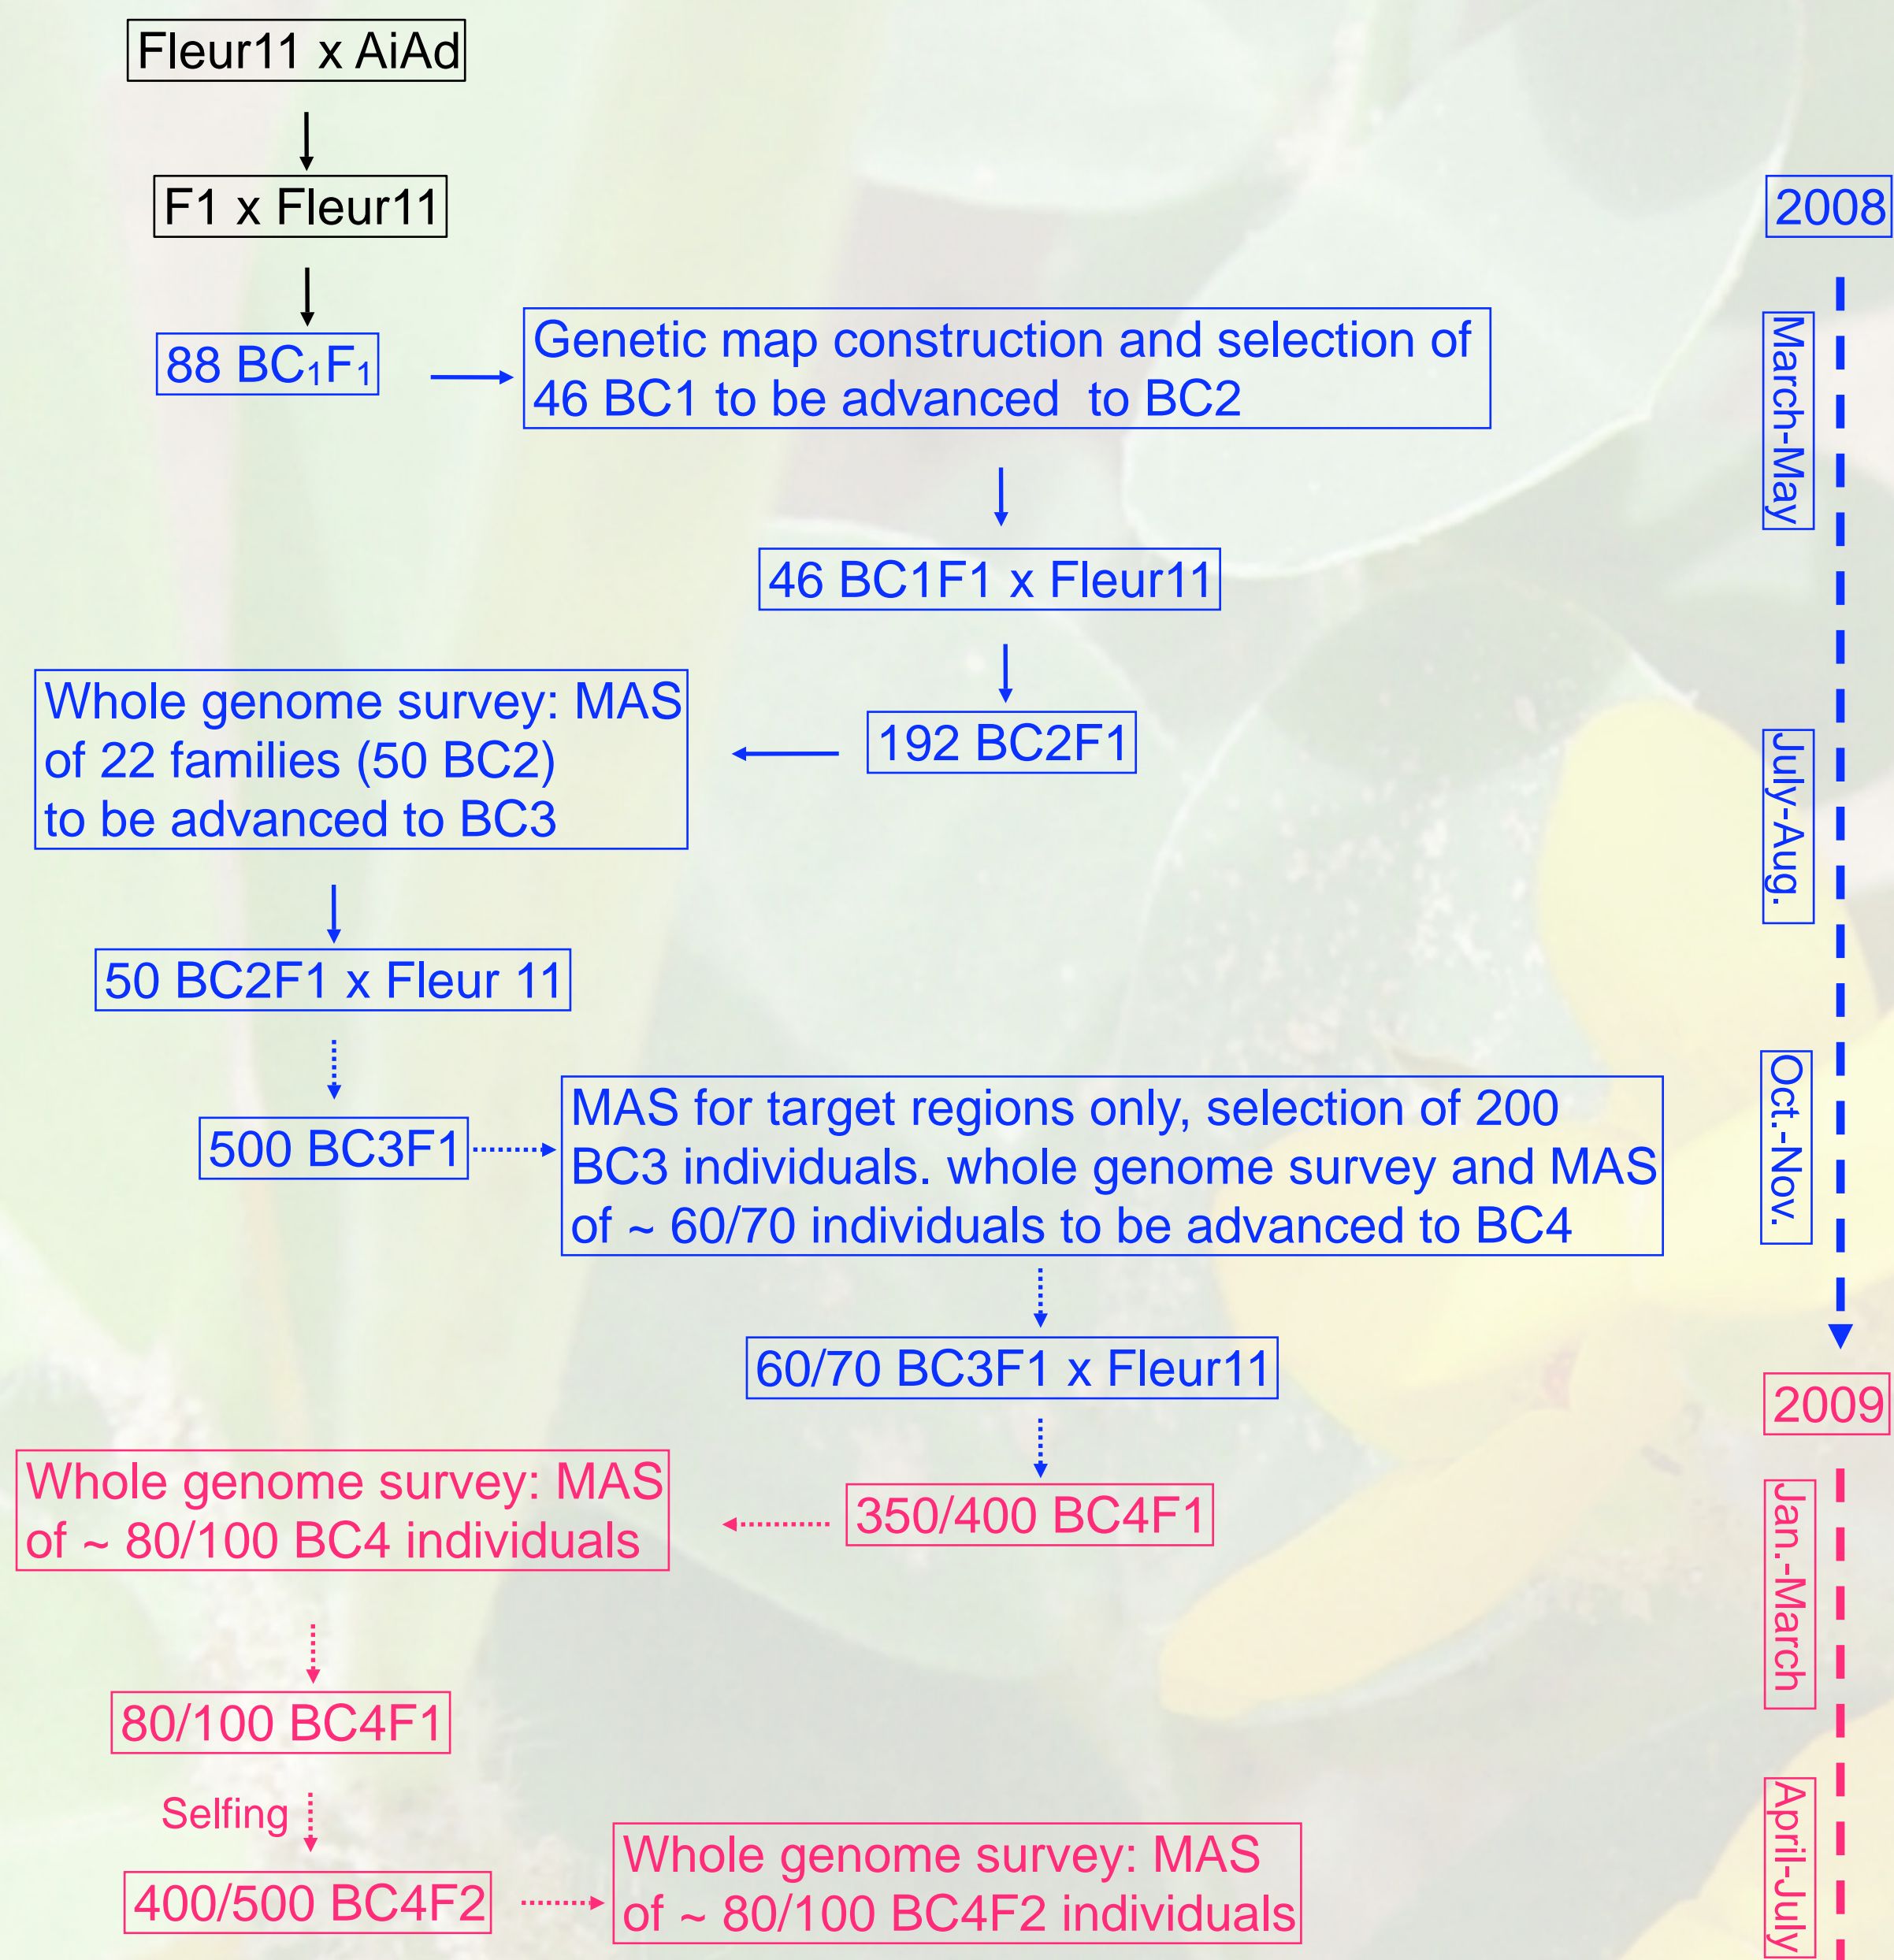 Fleur11 x AiAd
F1 x Fleur11
2008
88 BC₁F₁
Genetic map construction and selection of
46 BC1 to be advanced to BC2
March-May
46 BC1F1 x Fleur11
192 BC2F1
Whole genome survey: MAS
of 22 families (50 BC2)
to be advanced to BC3
July-Aug.
50 BC2F1 x Fleur 11
500 BC3F1
MAS for target regions only, selection of 200
BC3 individuals. whole genome survey and MAS
of ~ 60/70 individuals to be advanced to BC4
Oct.-Nov.
60/70 BC3F1 x Fleur11
2009
350/400 BC4F1
Whole genome survey: MAS
of ~ 80/100 BC4 individuals
Jan.-March
80/100 BC4F1
Selfing
400/500 BC4F2
Whole genome survey: MAS
of ~ 80/100 BC4F2 individuals
April-July